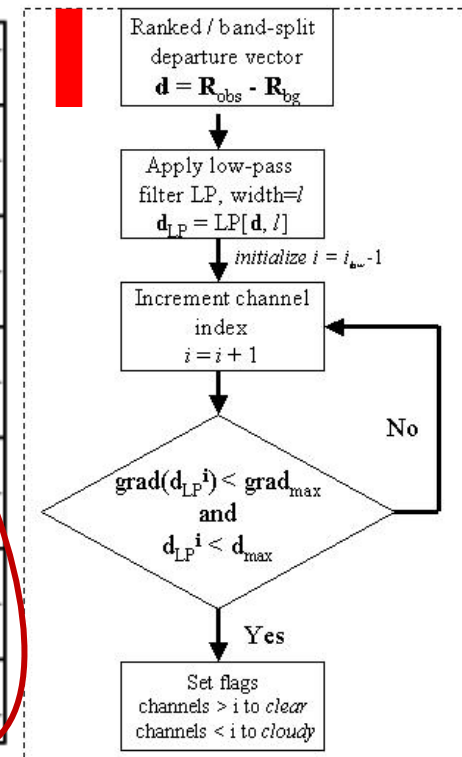 Ranked / band-split
departure vector
d = R_obs - R_bg
Apply low-pass
filter LP, width=l
d_LP = LP[d, l]
initialize i = i -1
Increment channel
index
i = i + 1
No
grad(d_LP^i) < grad_max
and
d_LP^i < d_max
Yes
Set flags
channels > i to clear
channels < i to cloudy